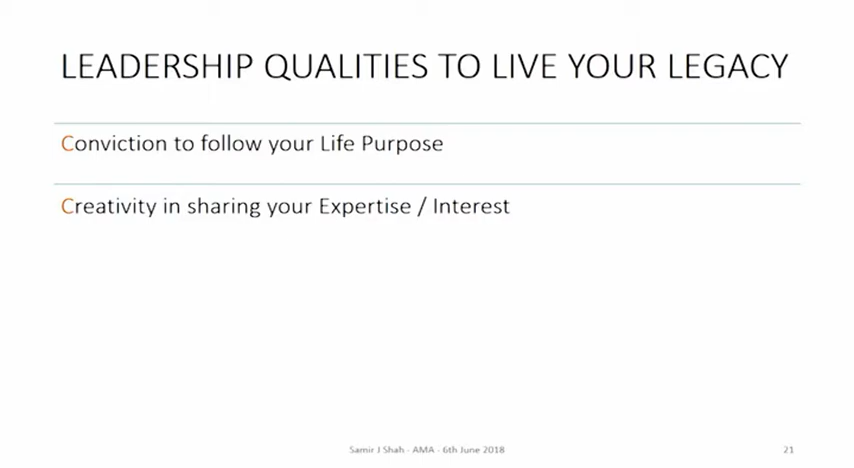 LEADERSHIP QUALITIES TO LIVE YOUR LEGACY
Conviction to follow your Life Purpose
Creativity in sharing your Expertise / Interest
Samir J Shah - AMA - 6th June 2018
21